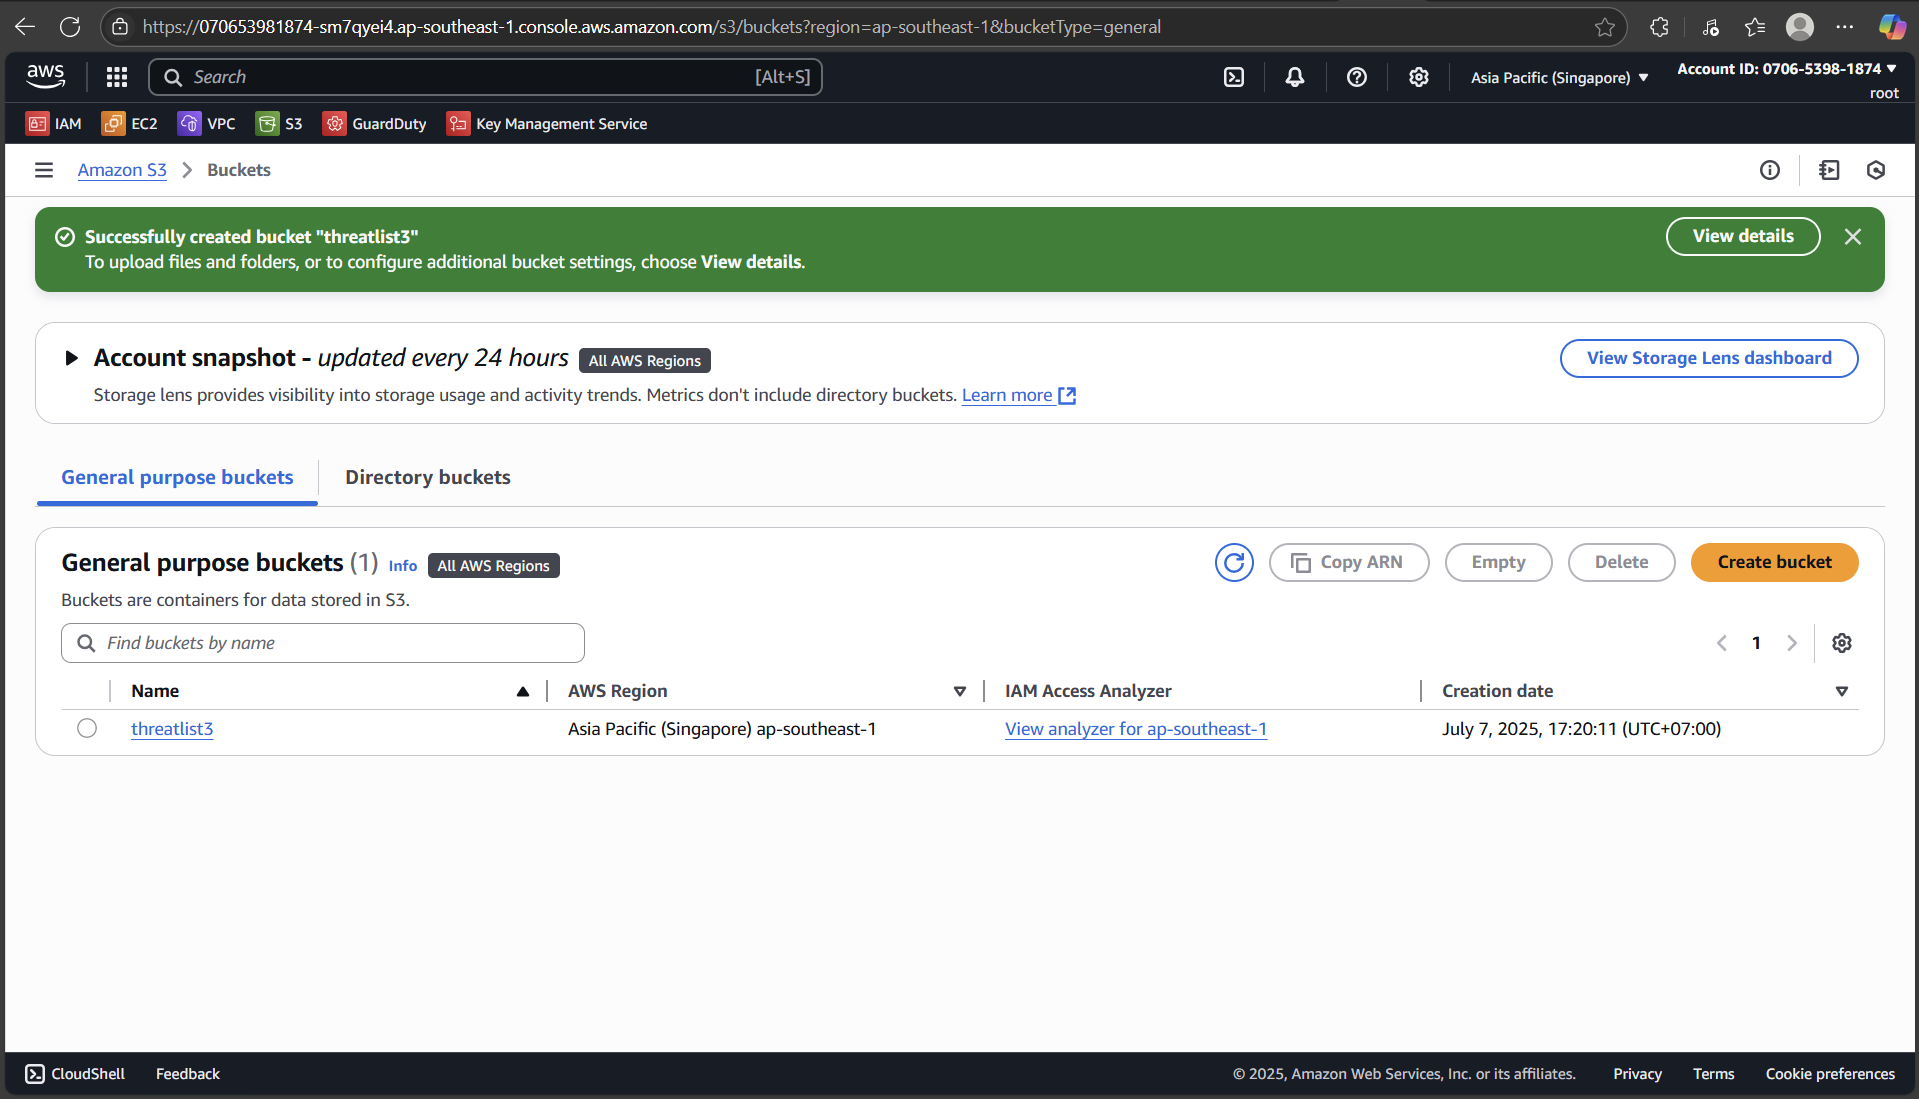 https://070653981874-sm7qyei4.ap-southeast-1.console.aws.amazon.com/s3/buckets?region=ap-southeast-1&bucketType=general
aws
Search [Alt+S]
Asia Pacific (Singapore)
Account ID: 0706-5398-1874
root
IAM EC2 VPC S3 GuardDuty Key Management Service
Amazon S3 Buckets
Successfully created bucket "threatlist3"
To upload files and folders, or to configure additional bucket settings, choose View details.
View details
Account snapshot - updated every 24 hours All AWS Regions
View Storage Lens dashboard
Storage lens provides visibility into storage usage and activity trends. Metrics don't include directory buckets. Learn more
General purpose buckets Directory buckets
General purpose buckets (1) Info All AWS Regions
Copy ARN Empty Delete Create bucket
Buckets are containers for data stored in S3.
Find buckets by name
1
Name AWS Region IAM Access Analyzer Creation date
threatlist3 Asia Pacific (Singapore) ap-southeast-1 View analyzer for ap-southeast-1 July 7, 2025, 17:20:11 (UTC+07:00)
CloudShell Feedback © 2025, Amazon Web Services, Inc. or its affiliates. Privacy Terms Cookie preferences